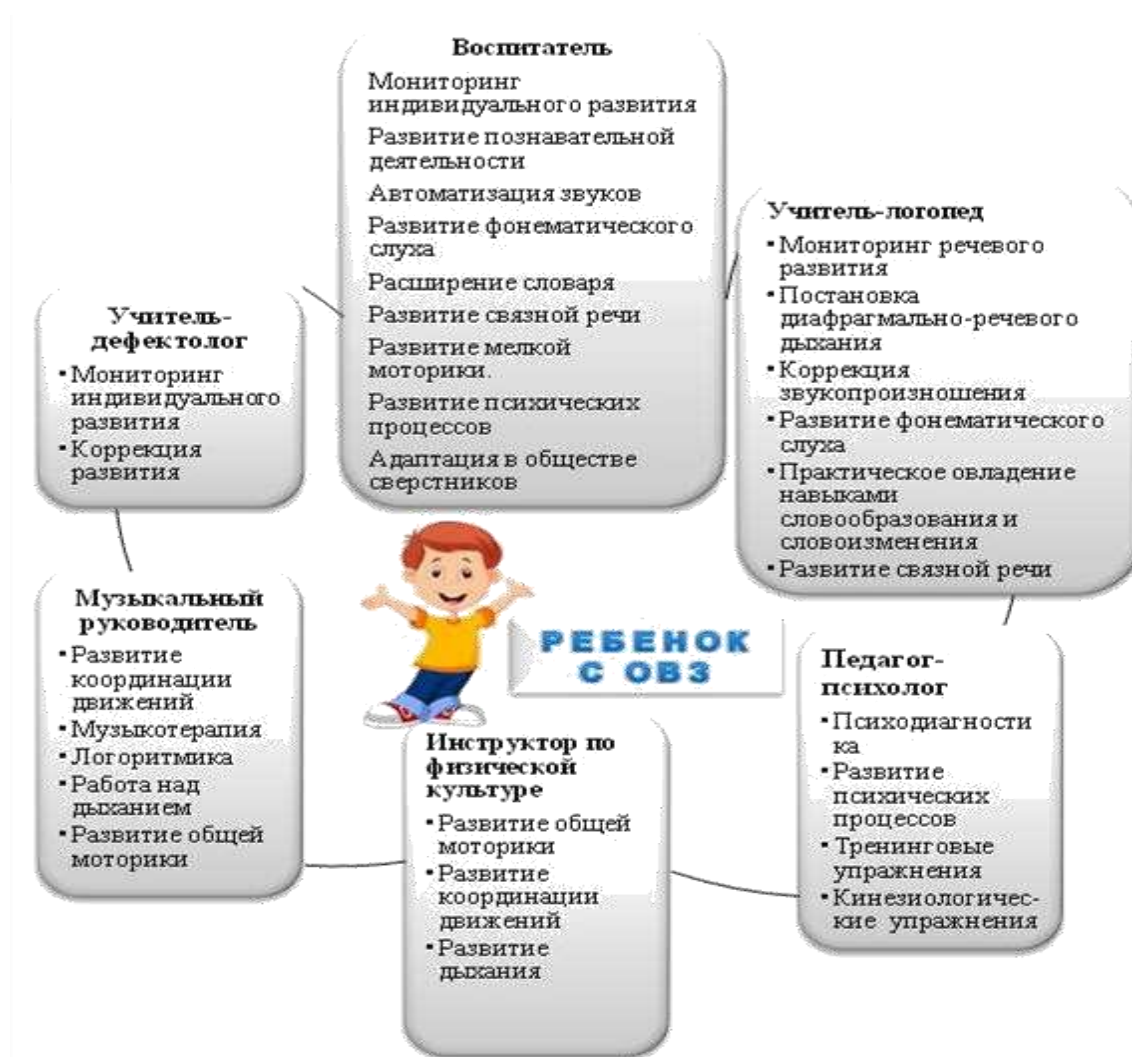 Воспитатель
Мониторинг
индивидуального развития
Развитие познавательной
деятельности
Автоматизация звуков
Развитие фонематического
слуха
Расширение словаря
Развитие связной речи
Развитие мелкой
моторики.
Развитие психических
процессов
Адаптация в обществе
сверстников
Учитель-логопед
• Мониторинг речевого
развития
• Постановка
диафрагмально-речевого
дыхания
• Коррекция
звукопроизношения
• Развитие фонематического
слуха
• Практическое овладение
навыками
словообразования и
словоизменения
• Развитие связной речи
Педагог-
психолог
• Психодиагности
ка
• Развитие
психических
процессов
• Тренинговые
упражнения
• Кинезиологичес-
кие упражнения
Инструктор по
физической
культуре
• Развитие общей
моторики
• Развитие
координации
движений
• Развитие
дыхания
Музыкальный
руководитель
• Развитие
координации
движений
• Музыкотерапия
• Логоритмика
• Работа над
дыханием
• Развитие общей
моторики
Учитель-
дефектолог
• Мониторинг
индивидуального
развития
• Коррекция
развития
РЕБЕНОК
С ОВЗ